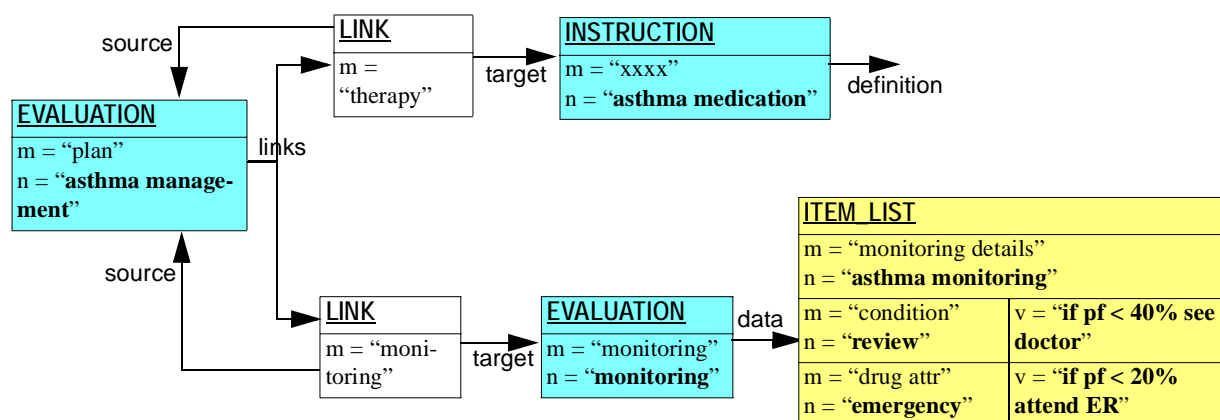 source
LINK
m =
“therapy”
target
INSTRUCTION
m = “xxxx”
n = “asthma medication”
definition
EVALUATION
m = “plan”
n = “asthma manage-
ment”
links
source
LINK
m = “moni-
toring”
target
EVALUATION
m = “monitoring”
n = “monitoring”
data
ITEM_LIST
m = “monitoring details”
n = “asthma monitoring”
m = “condition”
n = “review”
v = “if pf < 40% see
doctor”
m = “drug attr”
n = “emergency”
v = “if pf < 20%
attend ER”